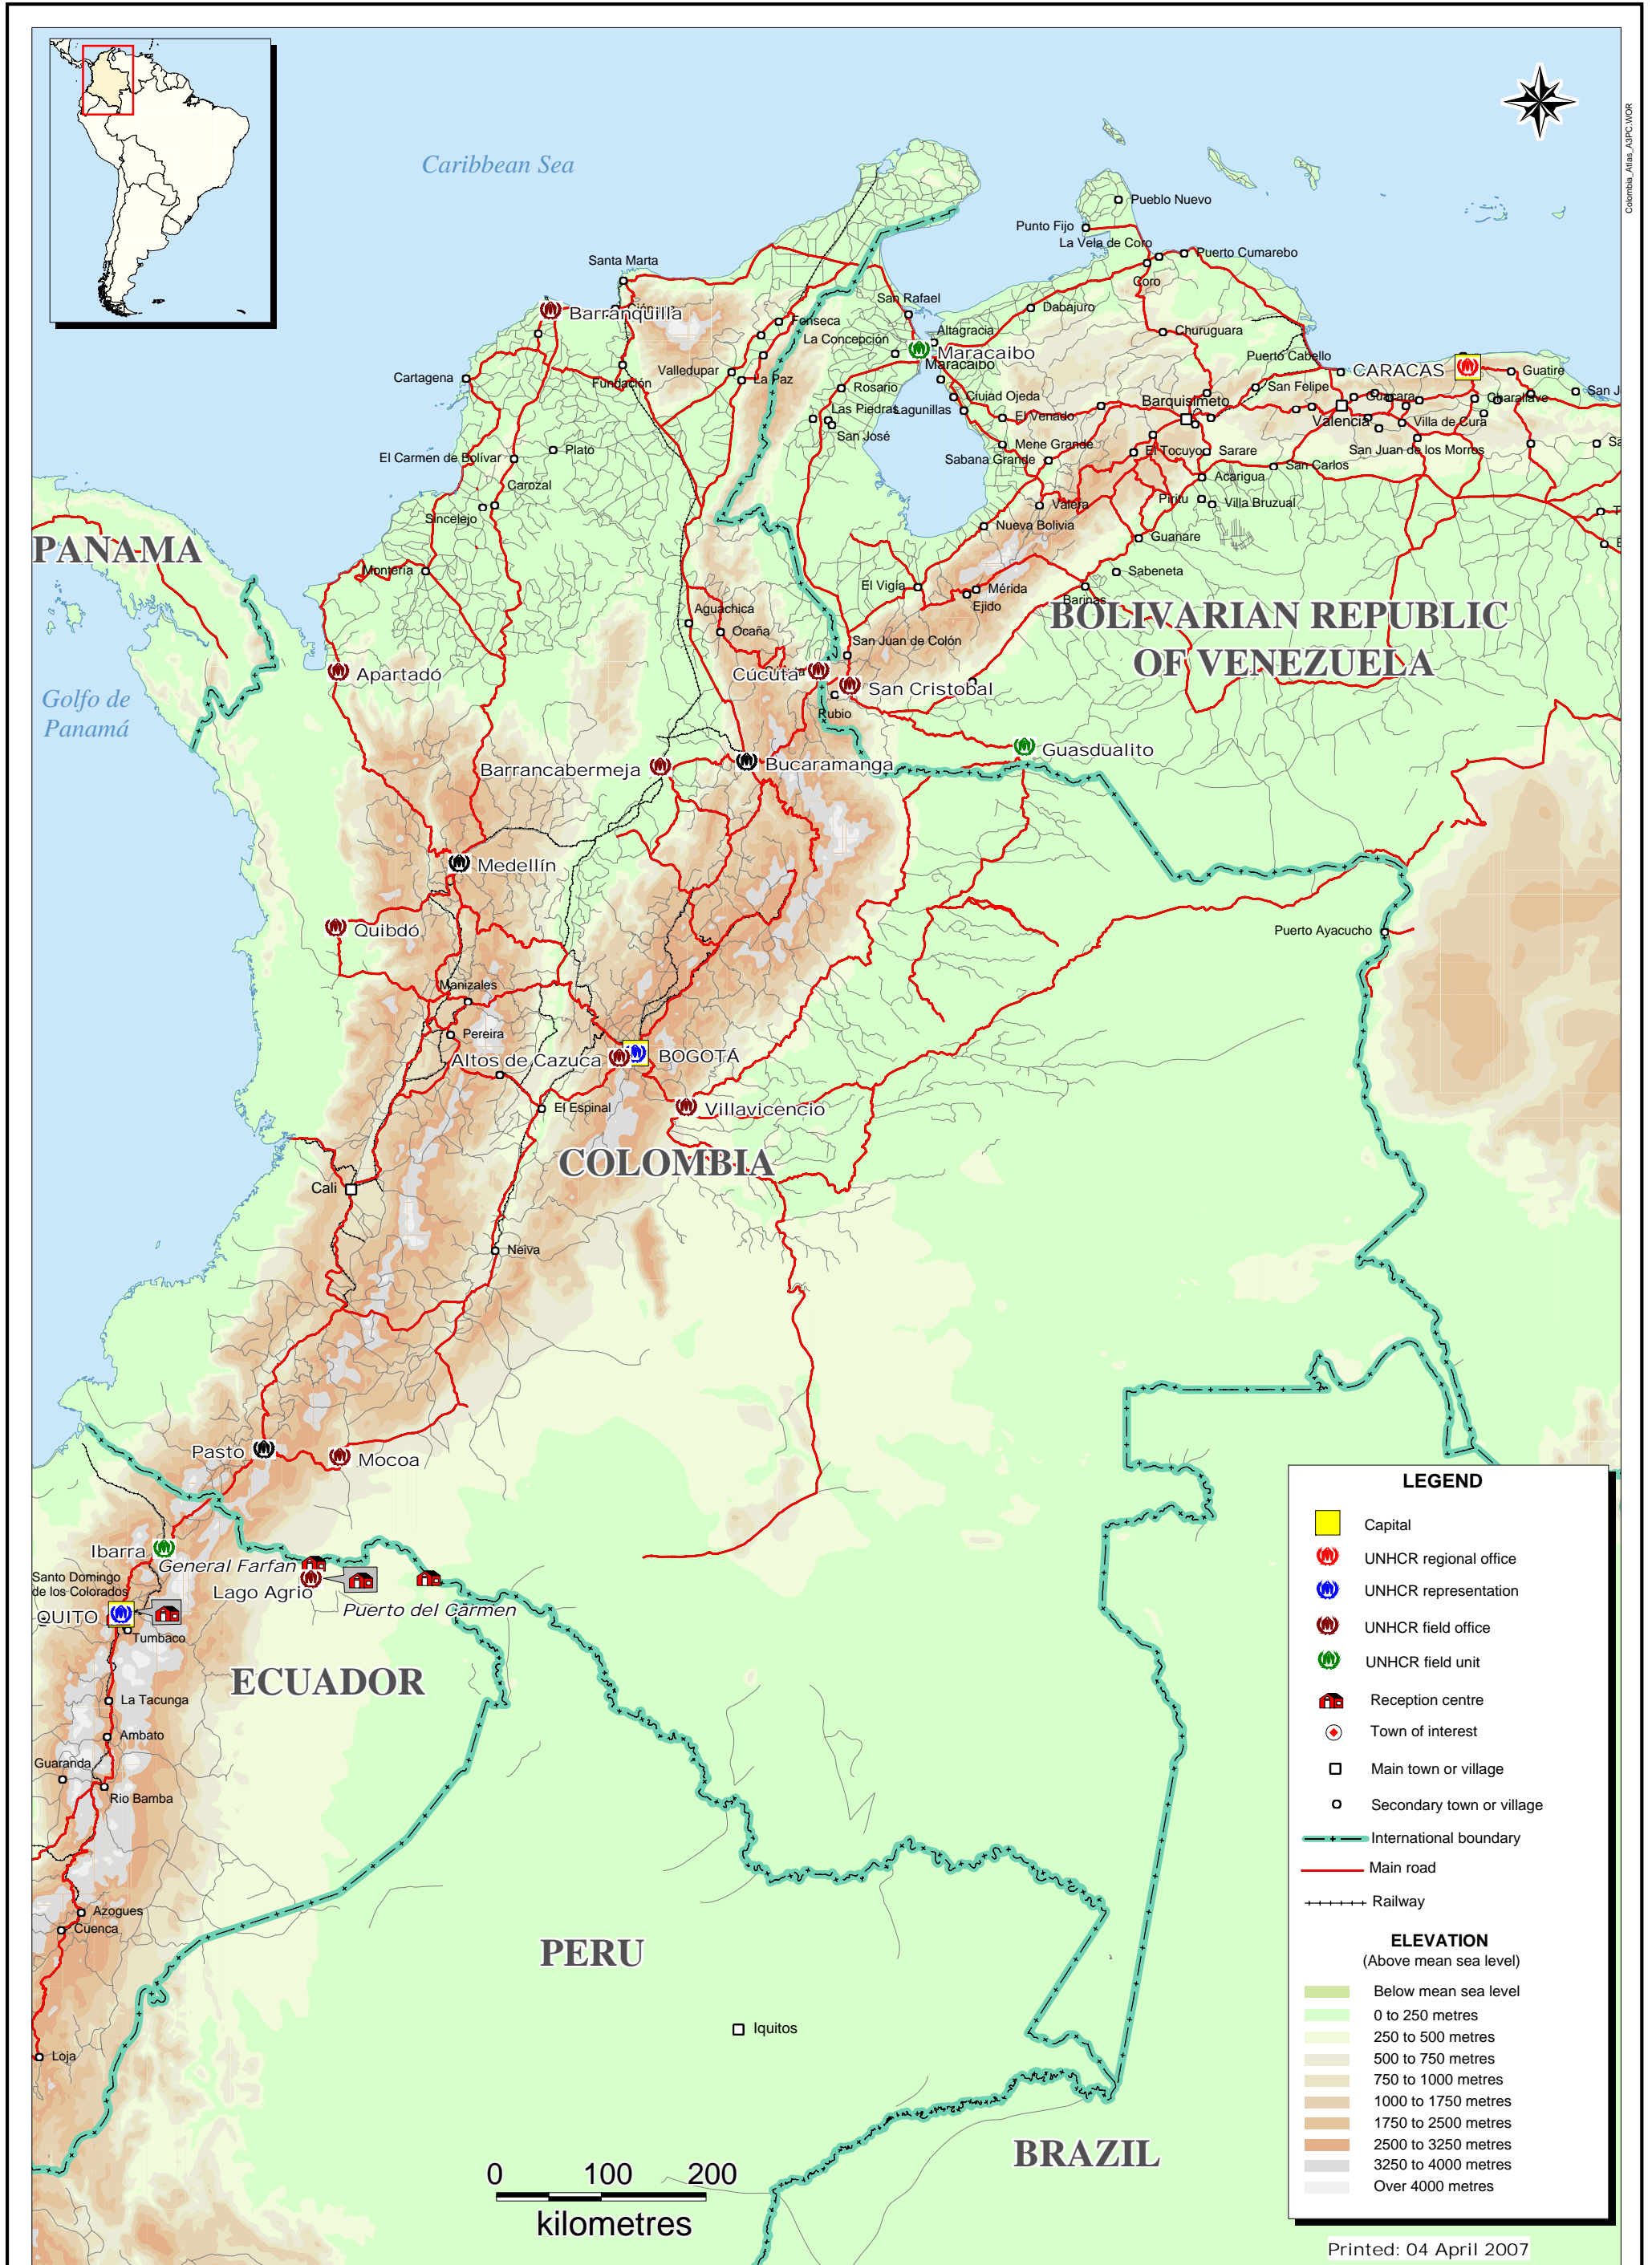 Colombia_Atlas_A3PC.WOR
Caribbean Sea
Pueblo Nuevo
Punto Fijo
La Vela de Coro
Puerto Cumarebo
Coro
Santa Marta
San Rafael
Dabajuro
Barranquilla
Fonseca
Altagracia
Churuguara
La Concepción
Maracaibo
Maracaibo
Puerto Cabello
CARACAS
Guatire
Cartagena
Fundación
Valledupar
La Paz
Rosario
Ciuiad Ojeda
San Felipe
San J
Las Piedras
Lagunillas
El Venado
Barquisimeto
Guacara
Charallave
San José
Valencia
Villa de Cura
El Carmen de Bolívar
Plato
Mene Grande
Sabana Grande
El Tocuyo
Sarare
San Juan de los Morros
San Carlos
Carozal
Acarigua
Sincelejo
Valera
Piritu
Villa Bruzual
Nueva Bolivia
PANAMA
Guanare
Montería
Sabeneta
El Vigía
Mérida
Ejido
Barinas
BOLIVARIAN REPUBLIC
OF VENEZUELA
Aguachica
Ocaña
San Juan de Colón
Apartadó
Cúcuta
San Cristobal
Golfo de
Panamá
Rubio
Guasdualito
Barrancabermeja
Bucaramanga
Medellín
Quibdó
Puerto Ayacucho
Manizales
Pereira
Altos de Cazuca
BOGOTÁ
El Espinal
Villavicencio
COLOMBIA
Cali
Neiva
Pasto
Mocoa
Ibarra
General Farfan
Santo Domingo
de los Colorados
Lago Agrio
Puerto del Carmen
QUITO
Tumbaco
ECUADOR
La Tacunga
Ambato
Guaranda
Rio Bamba
Azogues
Cuenca
PERU
Iquitos
Loja
BRAZIL
0 100 200
kilometres
LEGEND
Capital
UNHCR regional office
UNHCR representation
UNHCR field office
UNHCR field unit
Reception centre
Town of interest
Main town or village
Secondary town or village
International boundary
Main road
Railway
ELEVATION
(Above mean sea level)
Below mean sea level
0 to 250 metres
250 to 500 metres
500 to 750 metres
750 to 1000 metres
1000 to 1750 metres
1750 to 2500 metres
2500 to 3250 metres
3250 to 4000 metres
Over 4000 metres
Printed: 04 April 2007